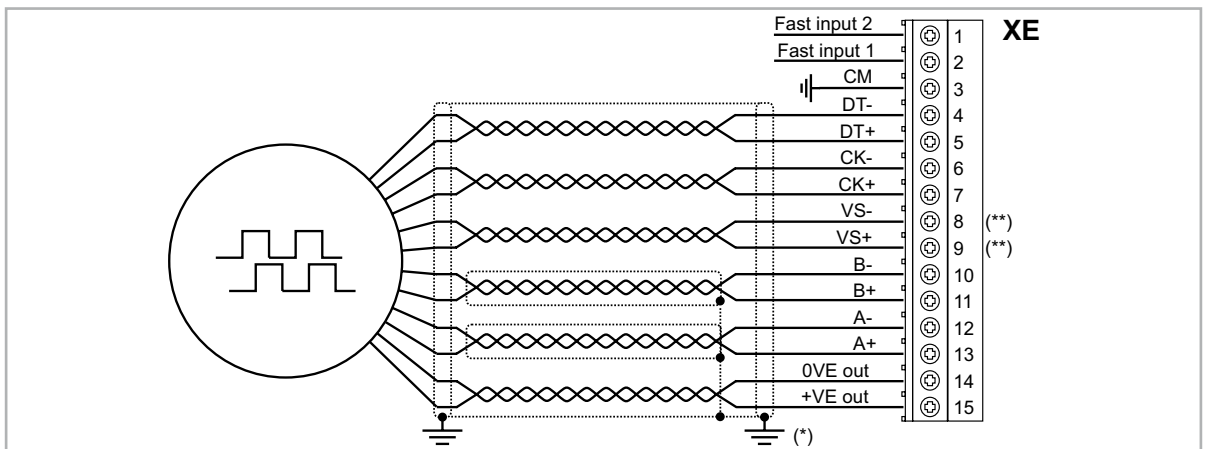 Fast input 2 1 XE
Fast input 1 2
CM 3
DT- 4
DT+ 5
CK- 6
CK+ 7
VS- 8 (**)
VS+ 9 (**)
B- 10
B+ 11
A- 12
A+ 13
0VE out 14
+VE out 15
(*)